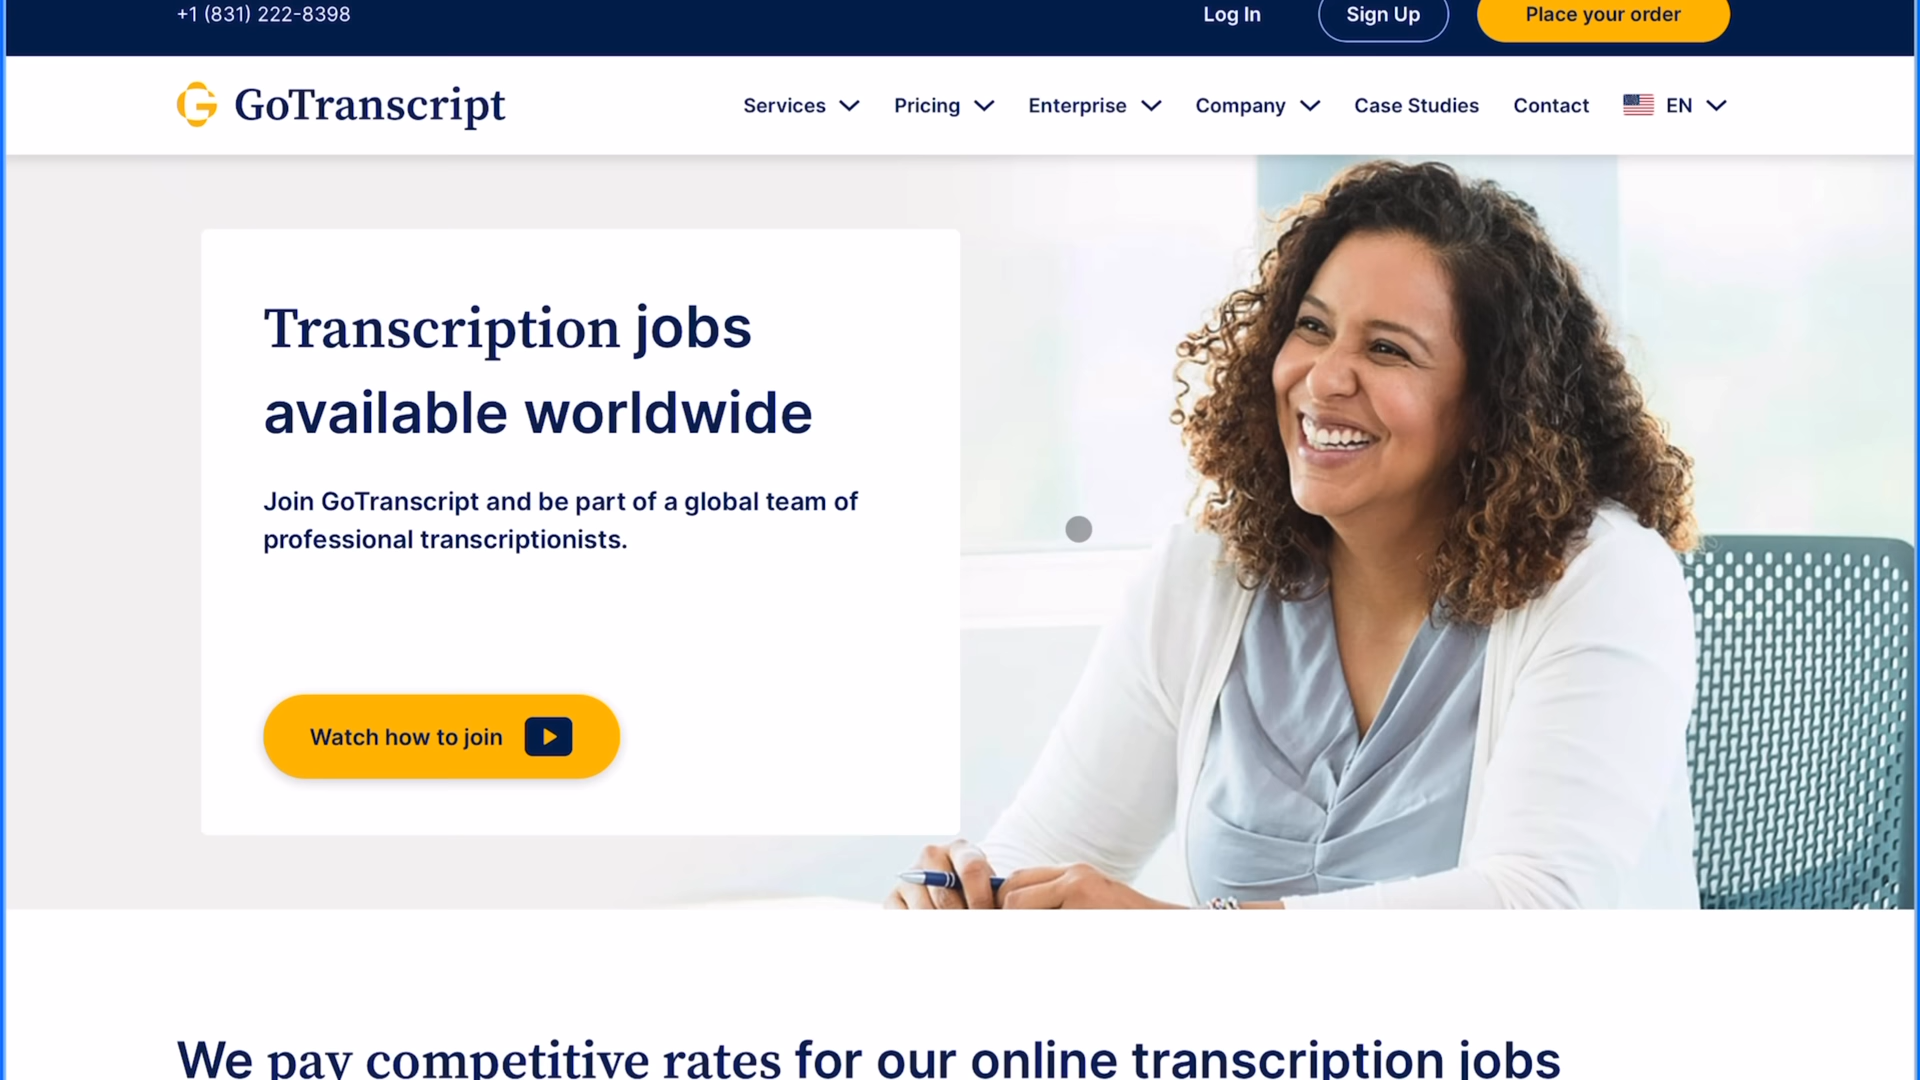 +1 (831) 222-8398
Log In
Sign Up
Place your order
GoTranscript
Services
Pricing
Enterprise
Company
Case Studies
Contact
EN
Transcription jobs
available worldwide
Join GoTranscript and be part of a global team of
professional transcriptionists.
Watch how to join
We pay competitive rates for our online transcription jobs